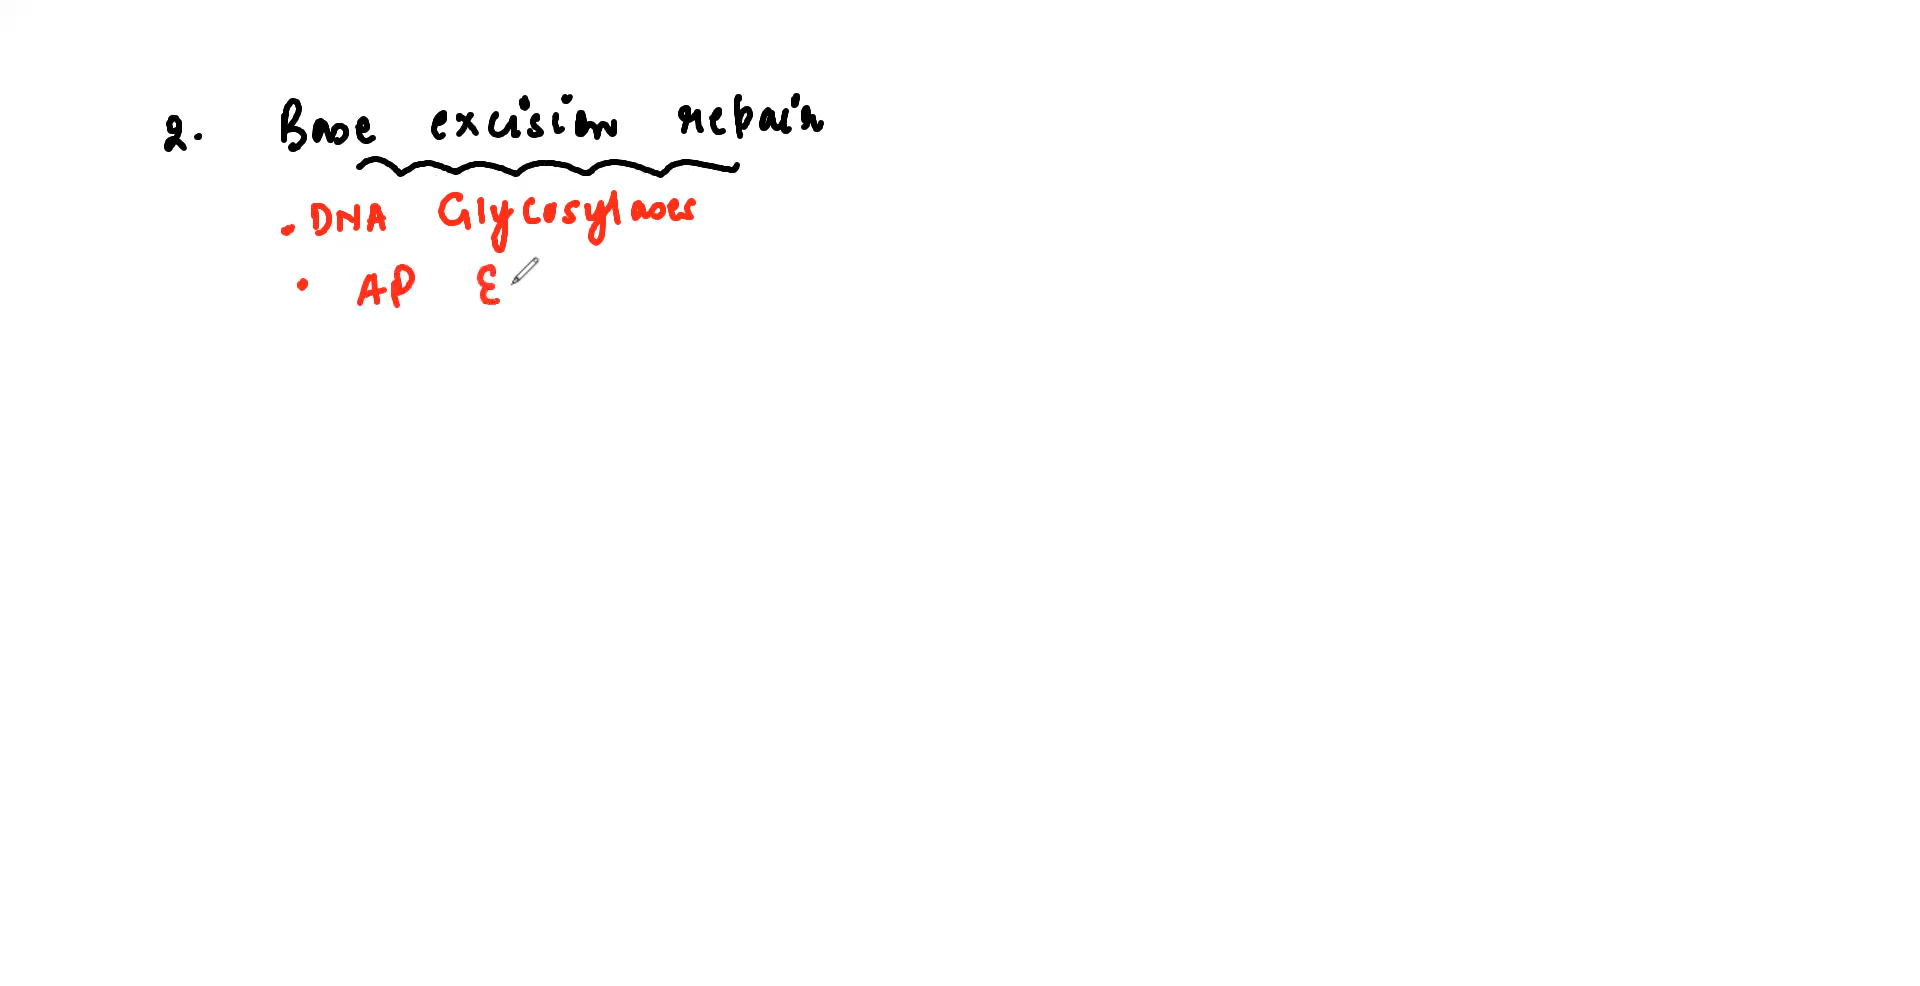 2. Base excision repair
• DNA Glycosylases
• AP E